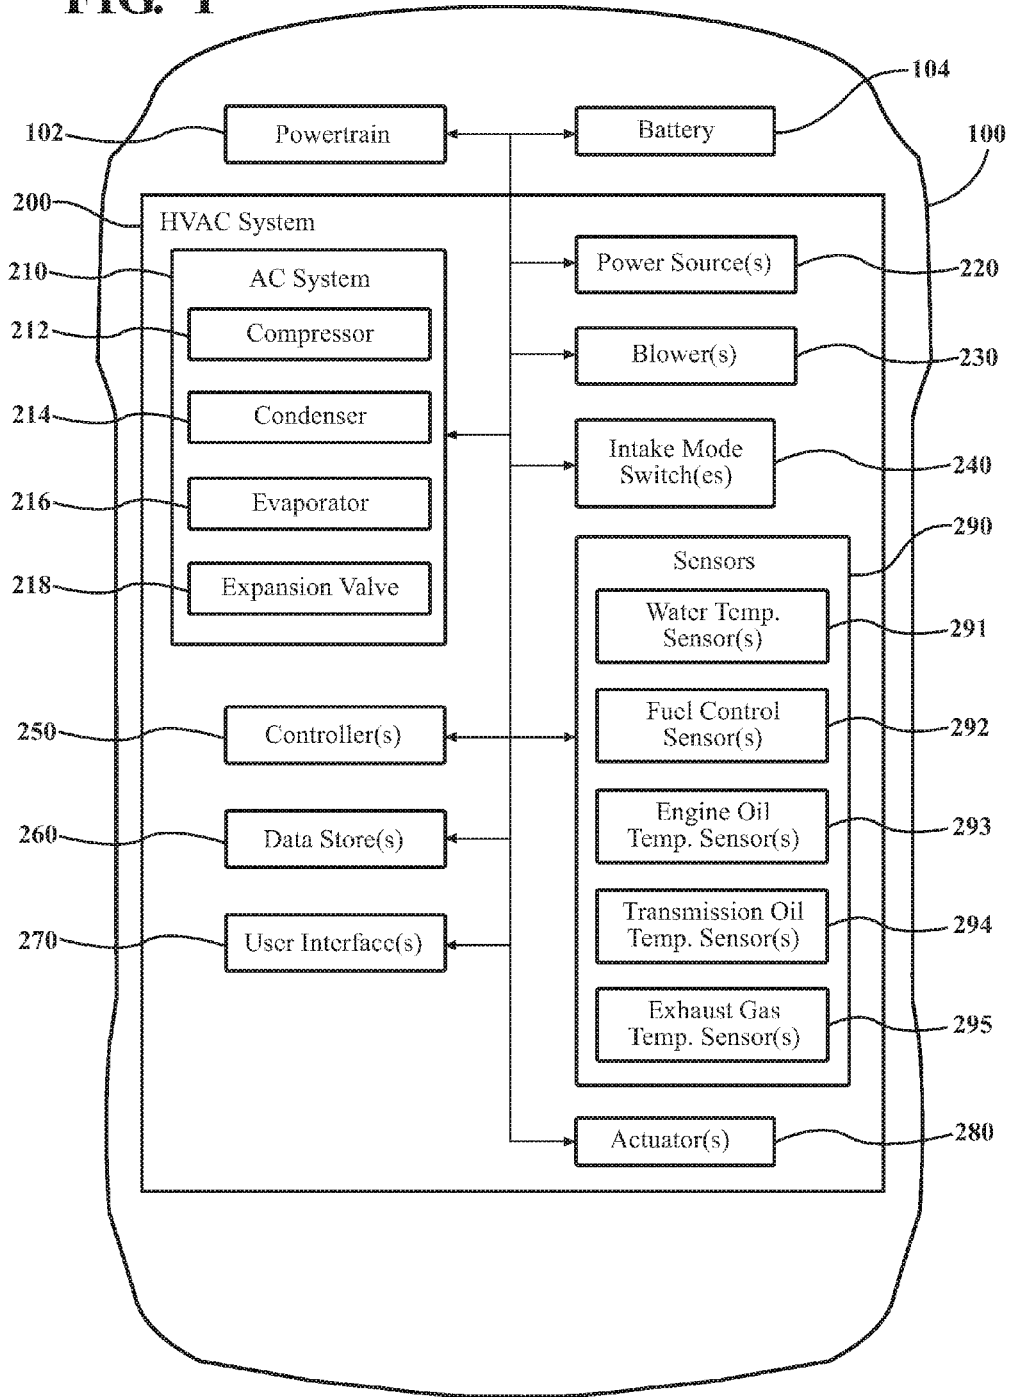 FIG. 1
104
102
Powertrain
Battery
100
200
HVAC System
210
AC System
Power Source(s)
220
212
Compressor
Blower(s)
230
214
Condenser
Intake Mode
Switch(es)
240
216
Evaporator
290
Sensors
218
Expansion Valve
Water Temp.
Sensor(s)
291
250
Controller(s)
Fuel Control
Sensor(s)
292
260
Data Store(s)
Engine Oil
Temp. Sensor(s)
293
270
User Interface(s)
Transmission Oil
Temp. Sensor(s)
294
Exhaust Gas
Temp. Sensor(s)
295
Actuator(s)
280